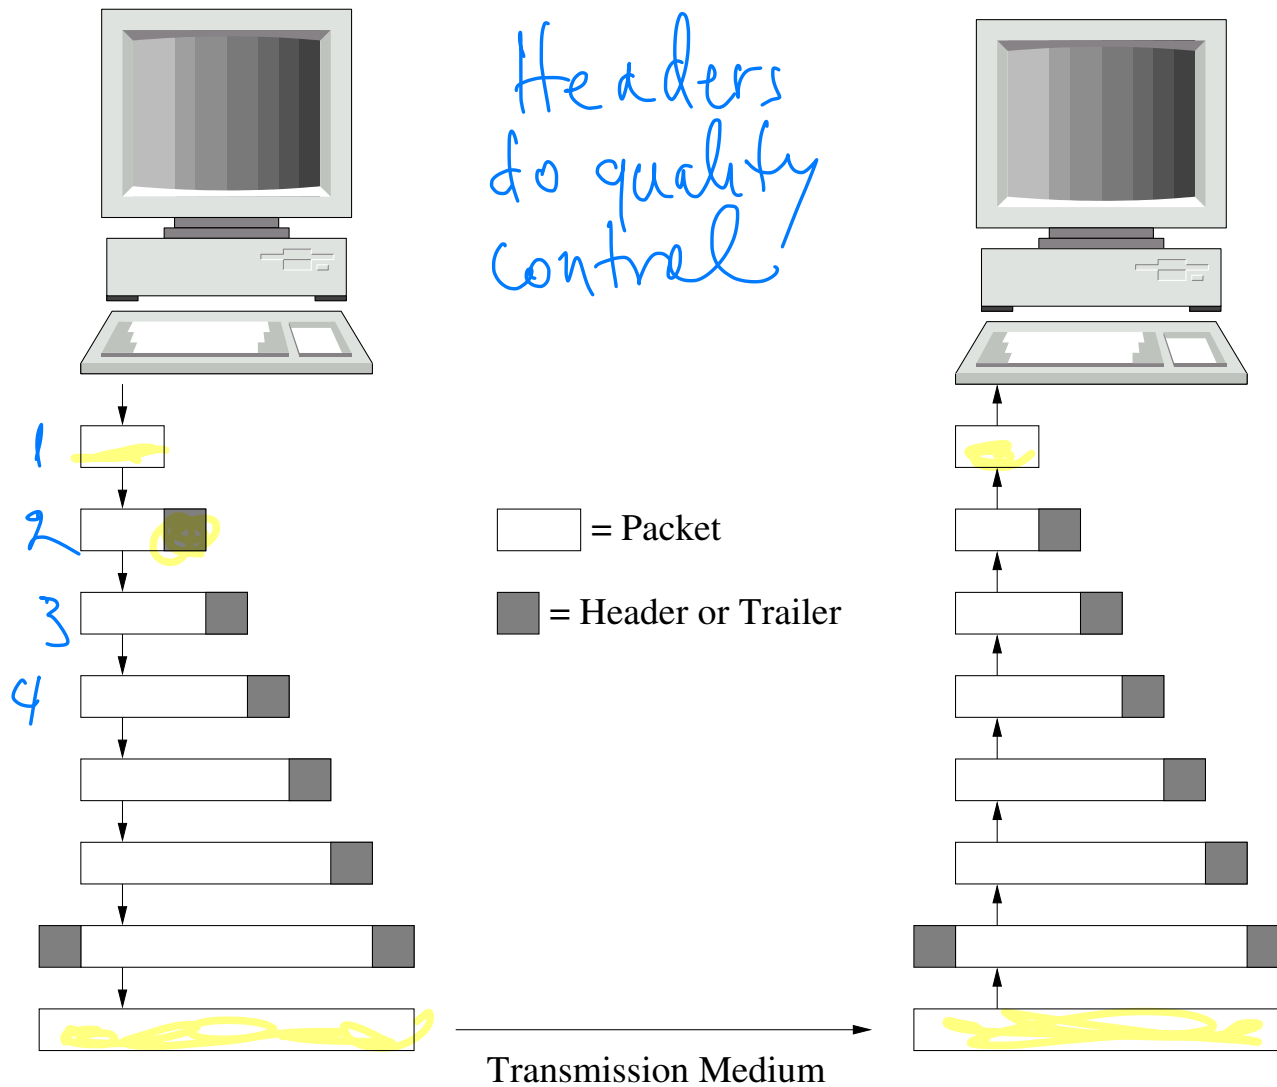 Headers
do quality
control
1
2
3
4
= Packet
= Header or Trailer
Transmission Medium